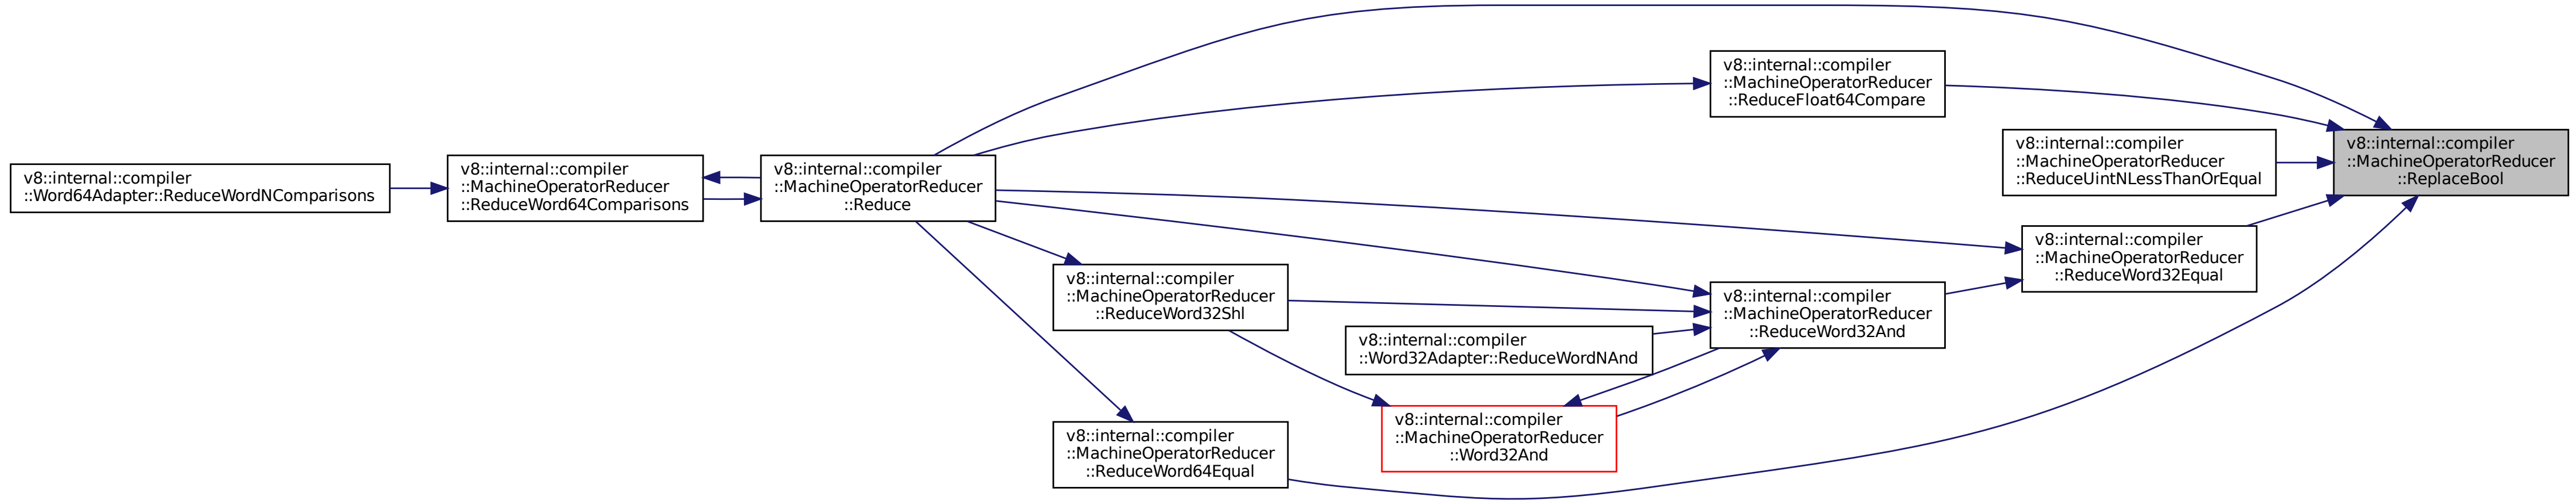 v8::internal::compiler
::Word64Adapter::ReduceWordNComparisons
v8::internal::compiler
::MachineOperatorReducer
::ReduceWord64Comparisons
v8::internal::compiler
::MachineOperatorReducer
::Reduce
v8::internal::compiler
::MachineOperatorReducer
::ReduceWord32Shl
v8::internal::compiler
::MachineOperatorReducer
::ReduceWord64Equal
v8::internal::compiler
::Word32Adapter::ReduceWordNAnd
v8::internal::compiler
::MachineOperatorReducer
::Word32And
v8::internal::compiler
::MachineOperatorReducer
::ReduceFloat64Compare
v8::internal::compiler
::MachineOperatorReducer
::ReduceWord32And
v8::internal::compiler
::MachineOperatorReducer
::ReduceUintNLessThanOrEqual
v8::internal::compiler
::MachineOperatorReducer
::ReduceWord32Equal
v8::internal::compiler
::MachineOperatorReducer
::ReplaceBool